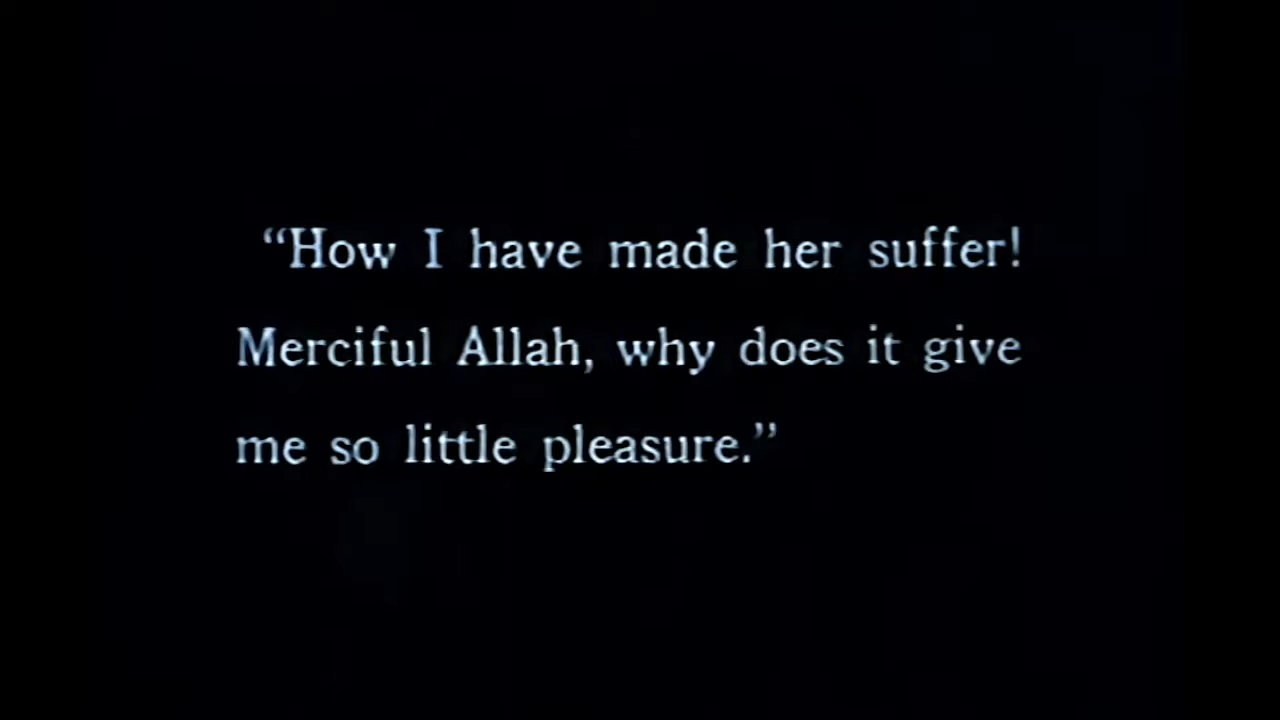 “How I have made her suffer!
Merciful Allah, why does it give
me so little pleasure.”